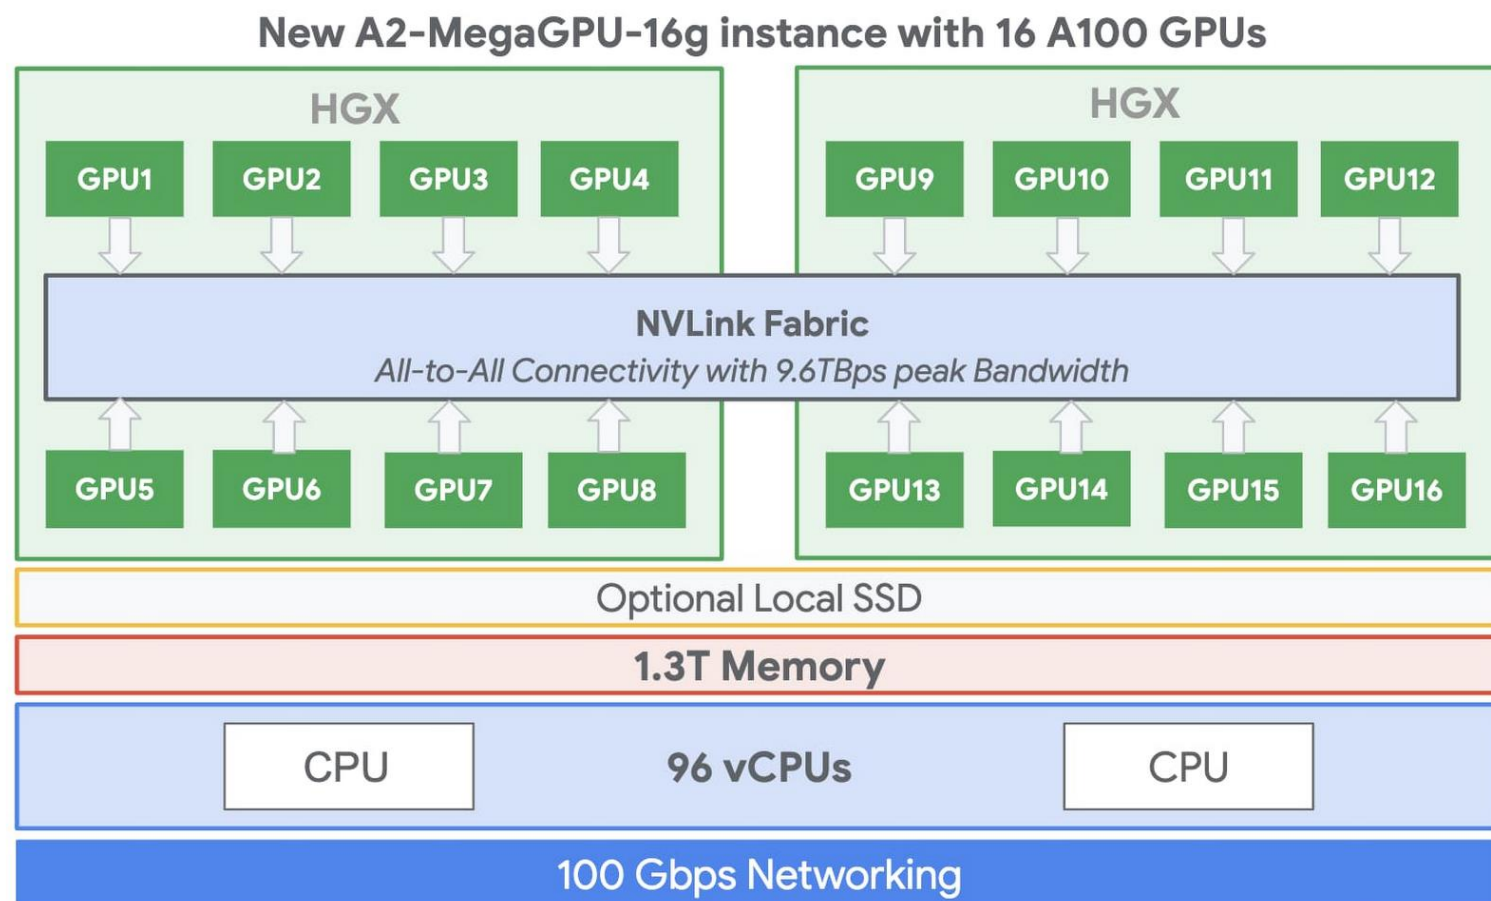 New A2-MegaGPU-16g instance with 16 A100 GPUs
HGX
GPU1 GPU2 GPU3 GPU4
HGX
GPU9 GPU10 GPU11 GPU12
NVLink Fabric
All-to-All Connectivity with 9.6TBps peak Bandwidth
GPU5 GPU6 GPU7 GPU8
GPU13 GPU14 GPU15 GPU16
Optional Local SSD
1.3T Memory
CPU 96 vCPUs CPU
100 Gbps Networking